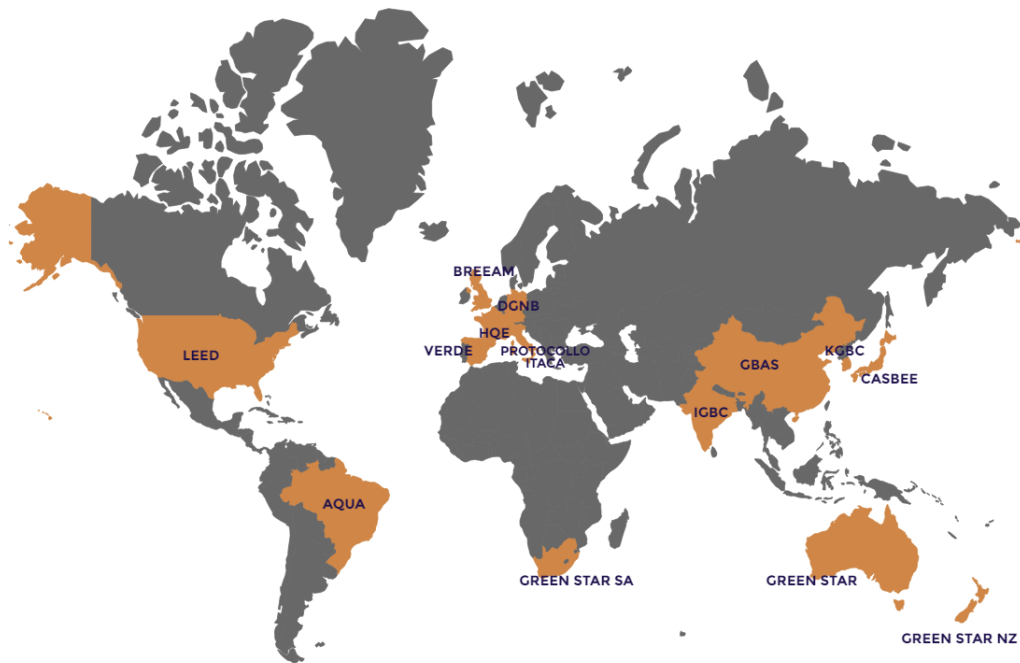 BREEAM
DGNB
HQE
VERDE
PROTOCOLLO
ITACA
LEED
KGBC
GBAS
CASBEE
IGBC
AQUA
GREEN STAR SA
GREEN STAR
GREEN STAR NZ